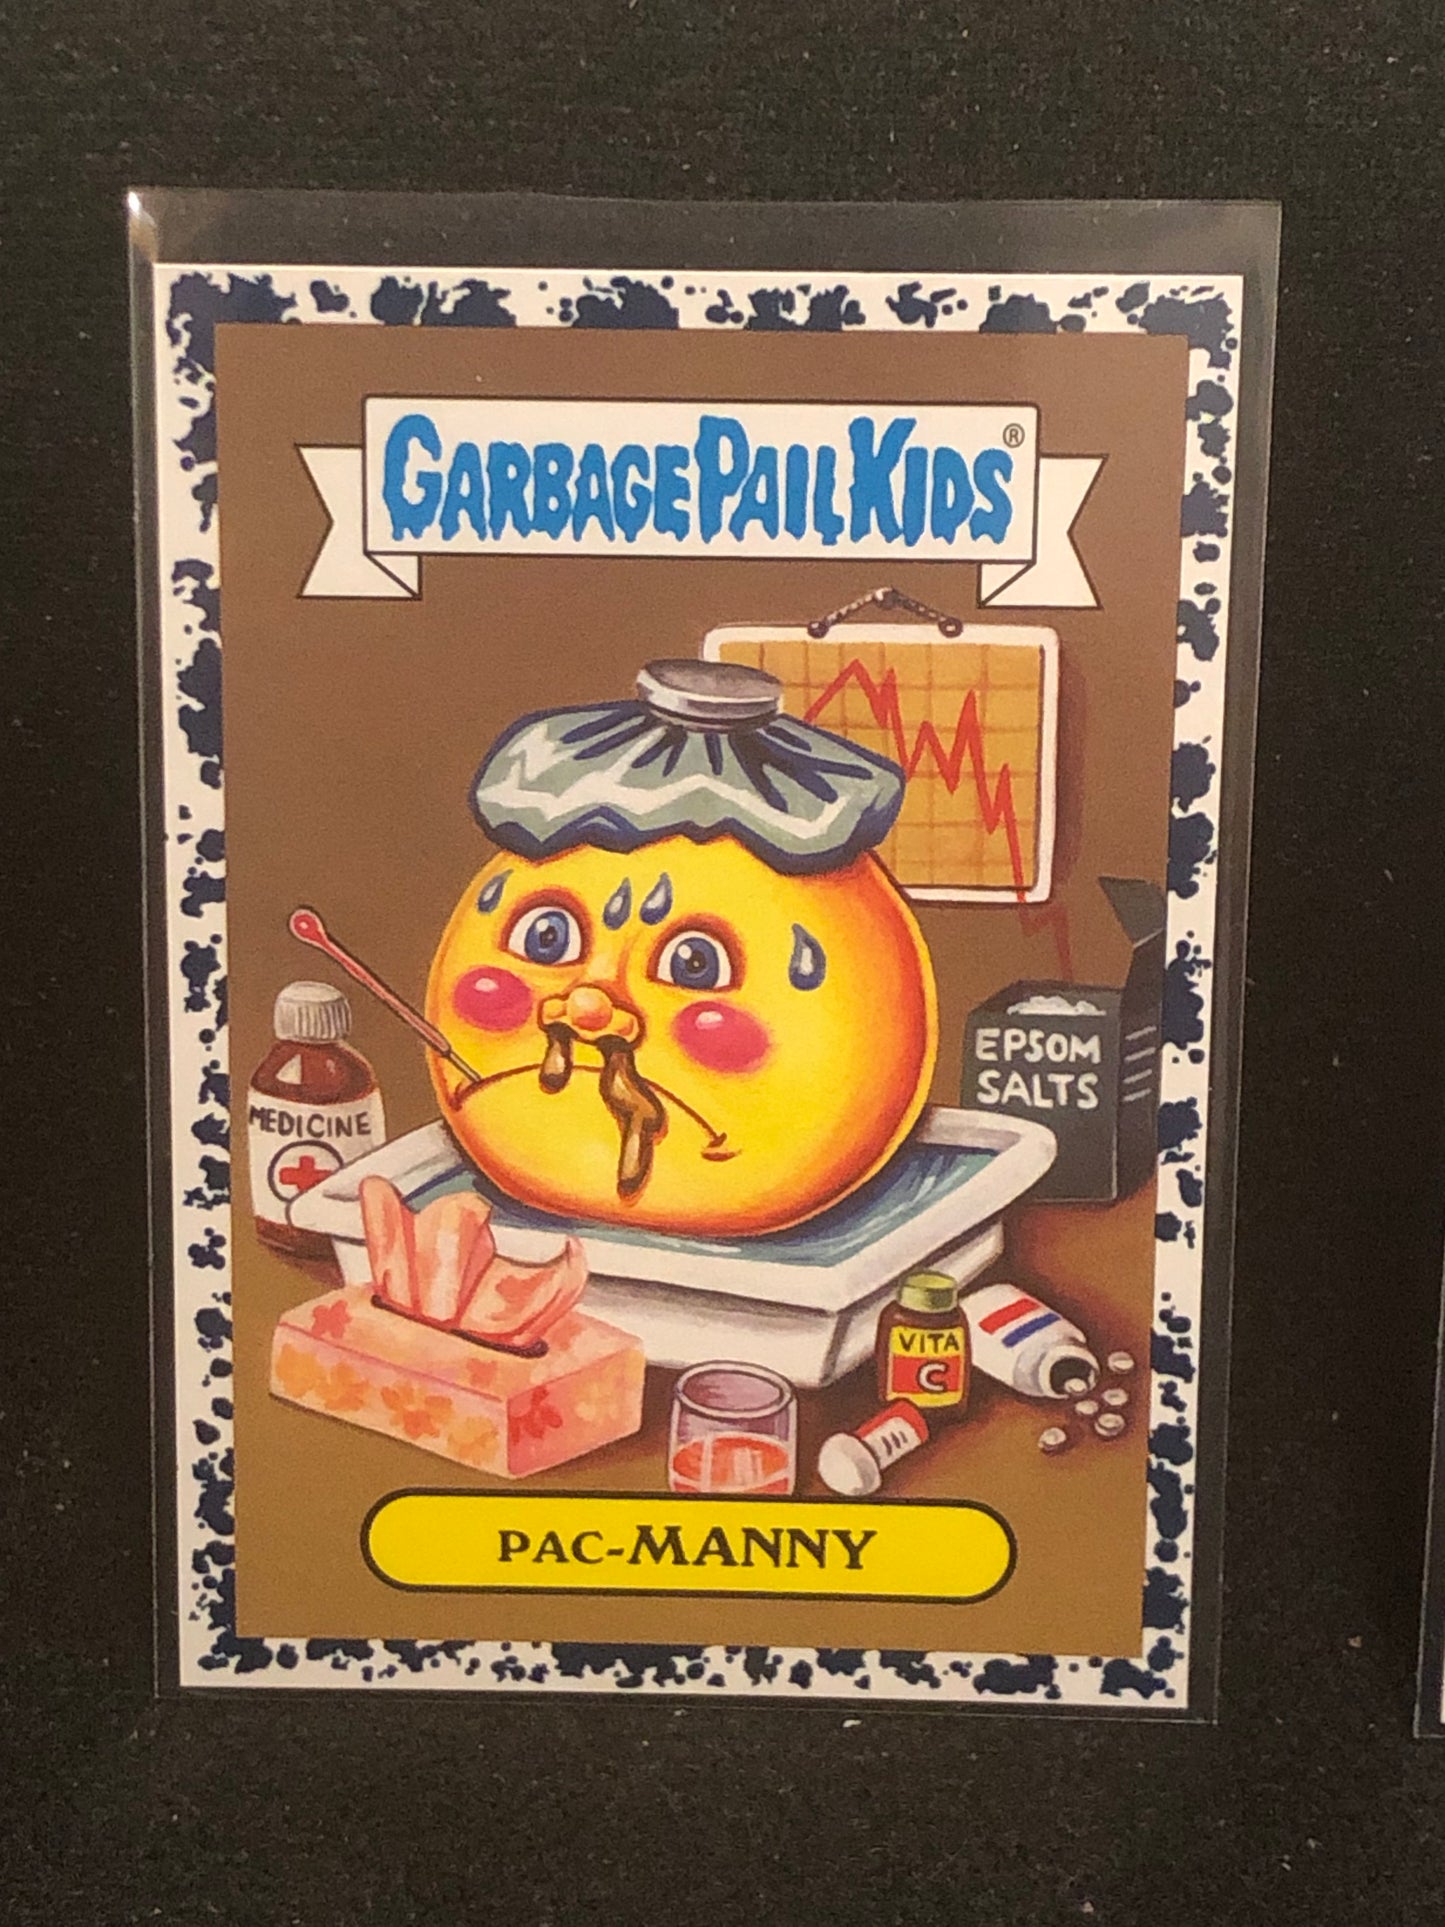 GARBAGE PAIL KIDS®
EPSOM
SALTS
MEDICINE
VITA
C
PAC-MANNY